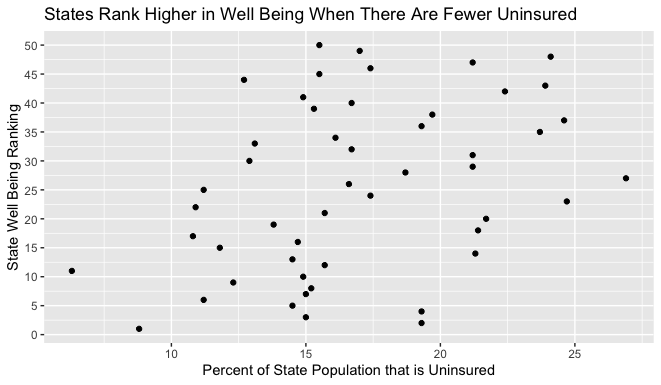 States Rank Higher in Well Being When There Are Fewer Uninsured
State Well Being Ranking
50
45
40
35
30
25
20
15
10
5
0
10 15 20 25
Percent of State Population that is Uninsured